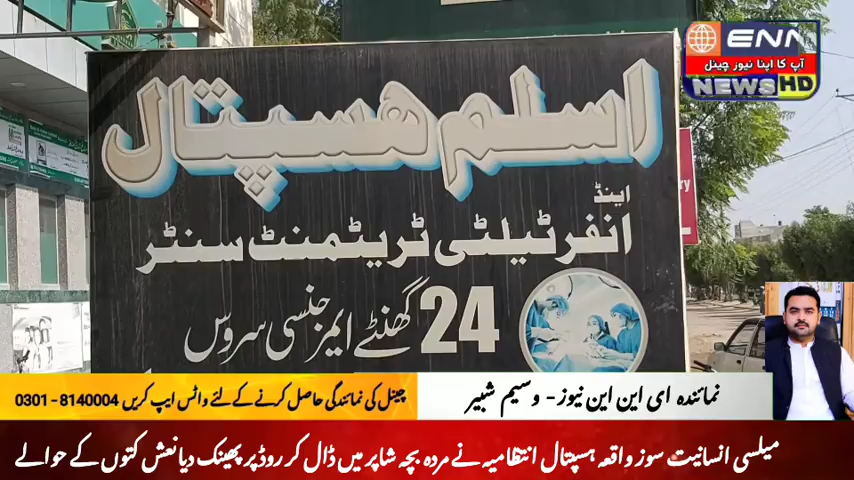 ENN
آپ کا اپنا نیوز چینل
NEWS HD
اسلم ہسپتال
اینڈ
انفرٹیلٹی ٹریٹمنٹ سنٹر
24 گھنٹے ایمرجنسی سروس
نمائندہ ای این این نیوز - وسیم شبیر
چینل کی نمائندگی حاصل کرنے کے لئے واٹس ایپ کریں 8140004-0301
میلسی انسانیت سوز واقعہ ہسپتال انتظامیہ نے مردہ بچہ شاپر میں ڈال کر روڈ پر پھینک دیا نعش کتوں کے حوالے